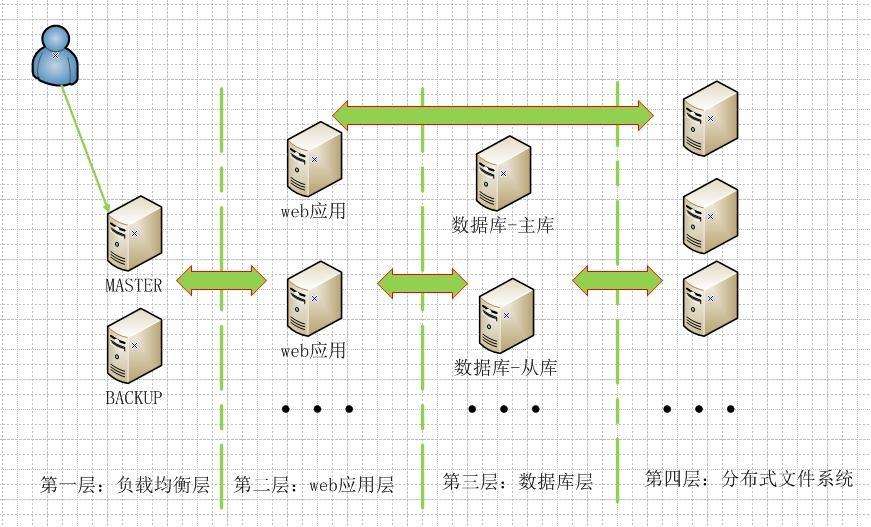 web应用
数据库-主库
MASTER
web应用
数据库-从库
BACKUP
第一层：负载均衡层
第二层：web应用层
第三层：数据库层
第四层：分布式文件系统